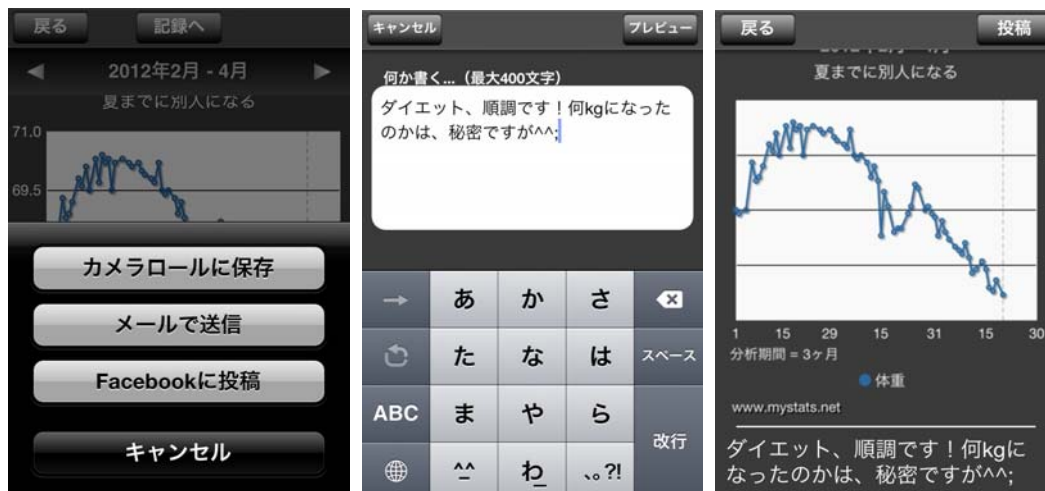 戻る
記録へ
◀ 2012年2月 - 4月 ▶
夏までに別人になる
71.0
69.5
カメラロールに保存
メールで送信
Facebookに投稿
キャンセル
キャンセル
プレビュー
何か書く...（最大400文字）
ダイエット、順調です！何kgになった
のかは、秘密ですが^^;
→ あ か さ
た な は スペース
ABC ま や ら 改行
^^ わ 、。?!
戻る
投稿
夏までに別人になる
1 15 29 15 31 15 30
分析期間 = 3ヶ月
体重
www.mystats.net
ダイエット、順調です！何kgに
なったのかは、秘密ですが^^;